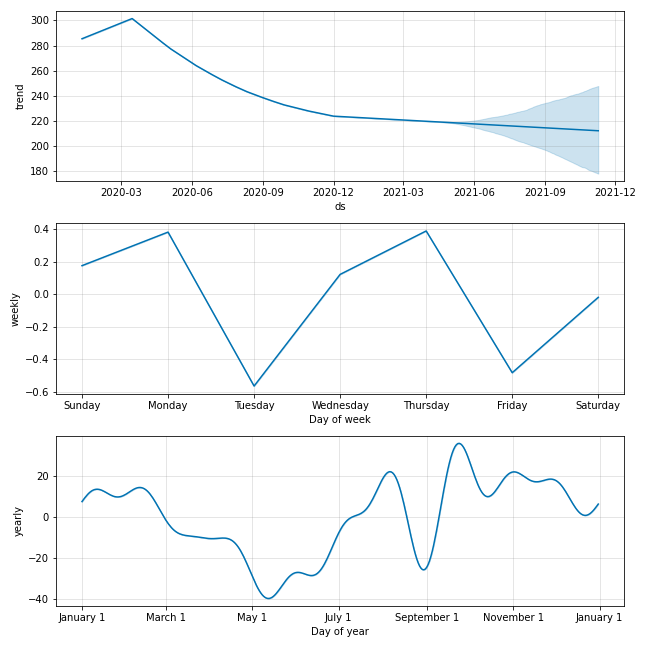 300
280
260
240
220
200
180
trend
2020-03 2020-06 2020-09 2020-12 2021-03 2021-06 2021-09 2021-12
ds
0.4
0.2
0.0
−0.2
−0.4
−0.6
weekly
Sunday Monday Tuesday Wednesday Thursday Friday Saturday
Day of week
20
0
−20
−40
yearly
January 1 March 1 May 1 July 1 September 1 November 1 January 1
Day of year